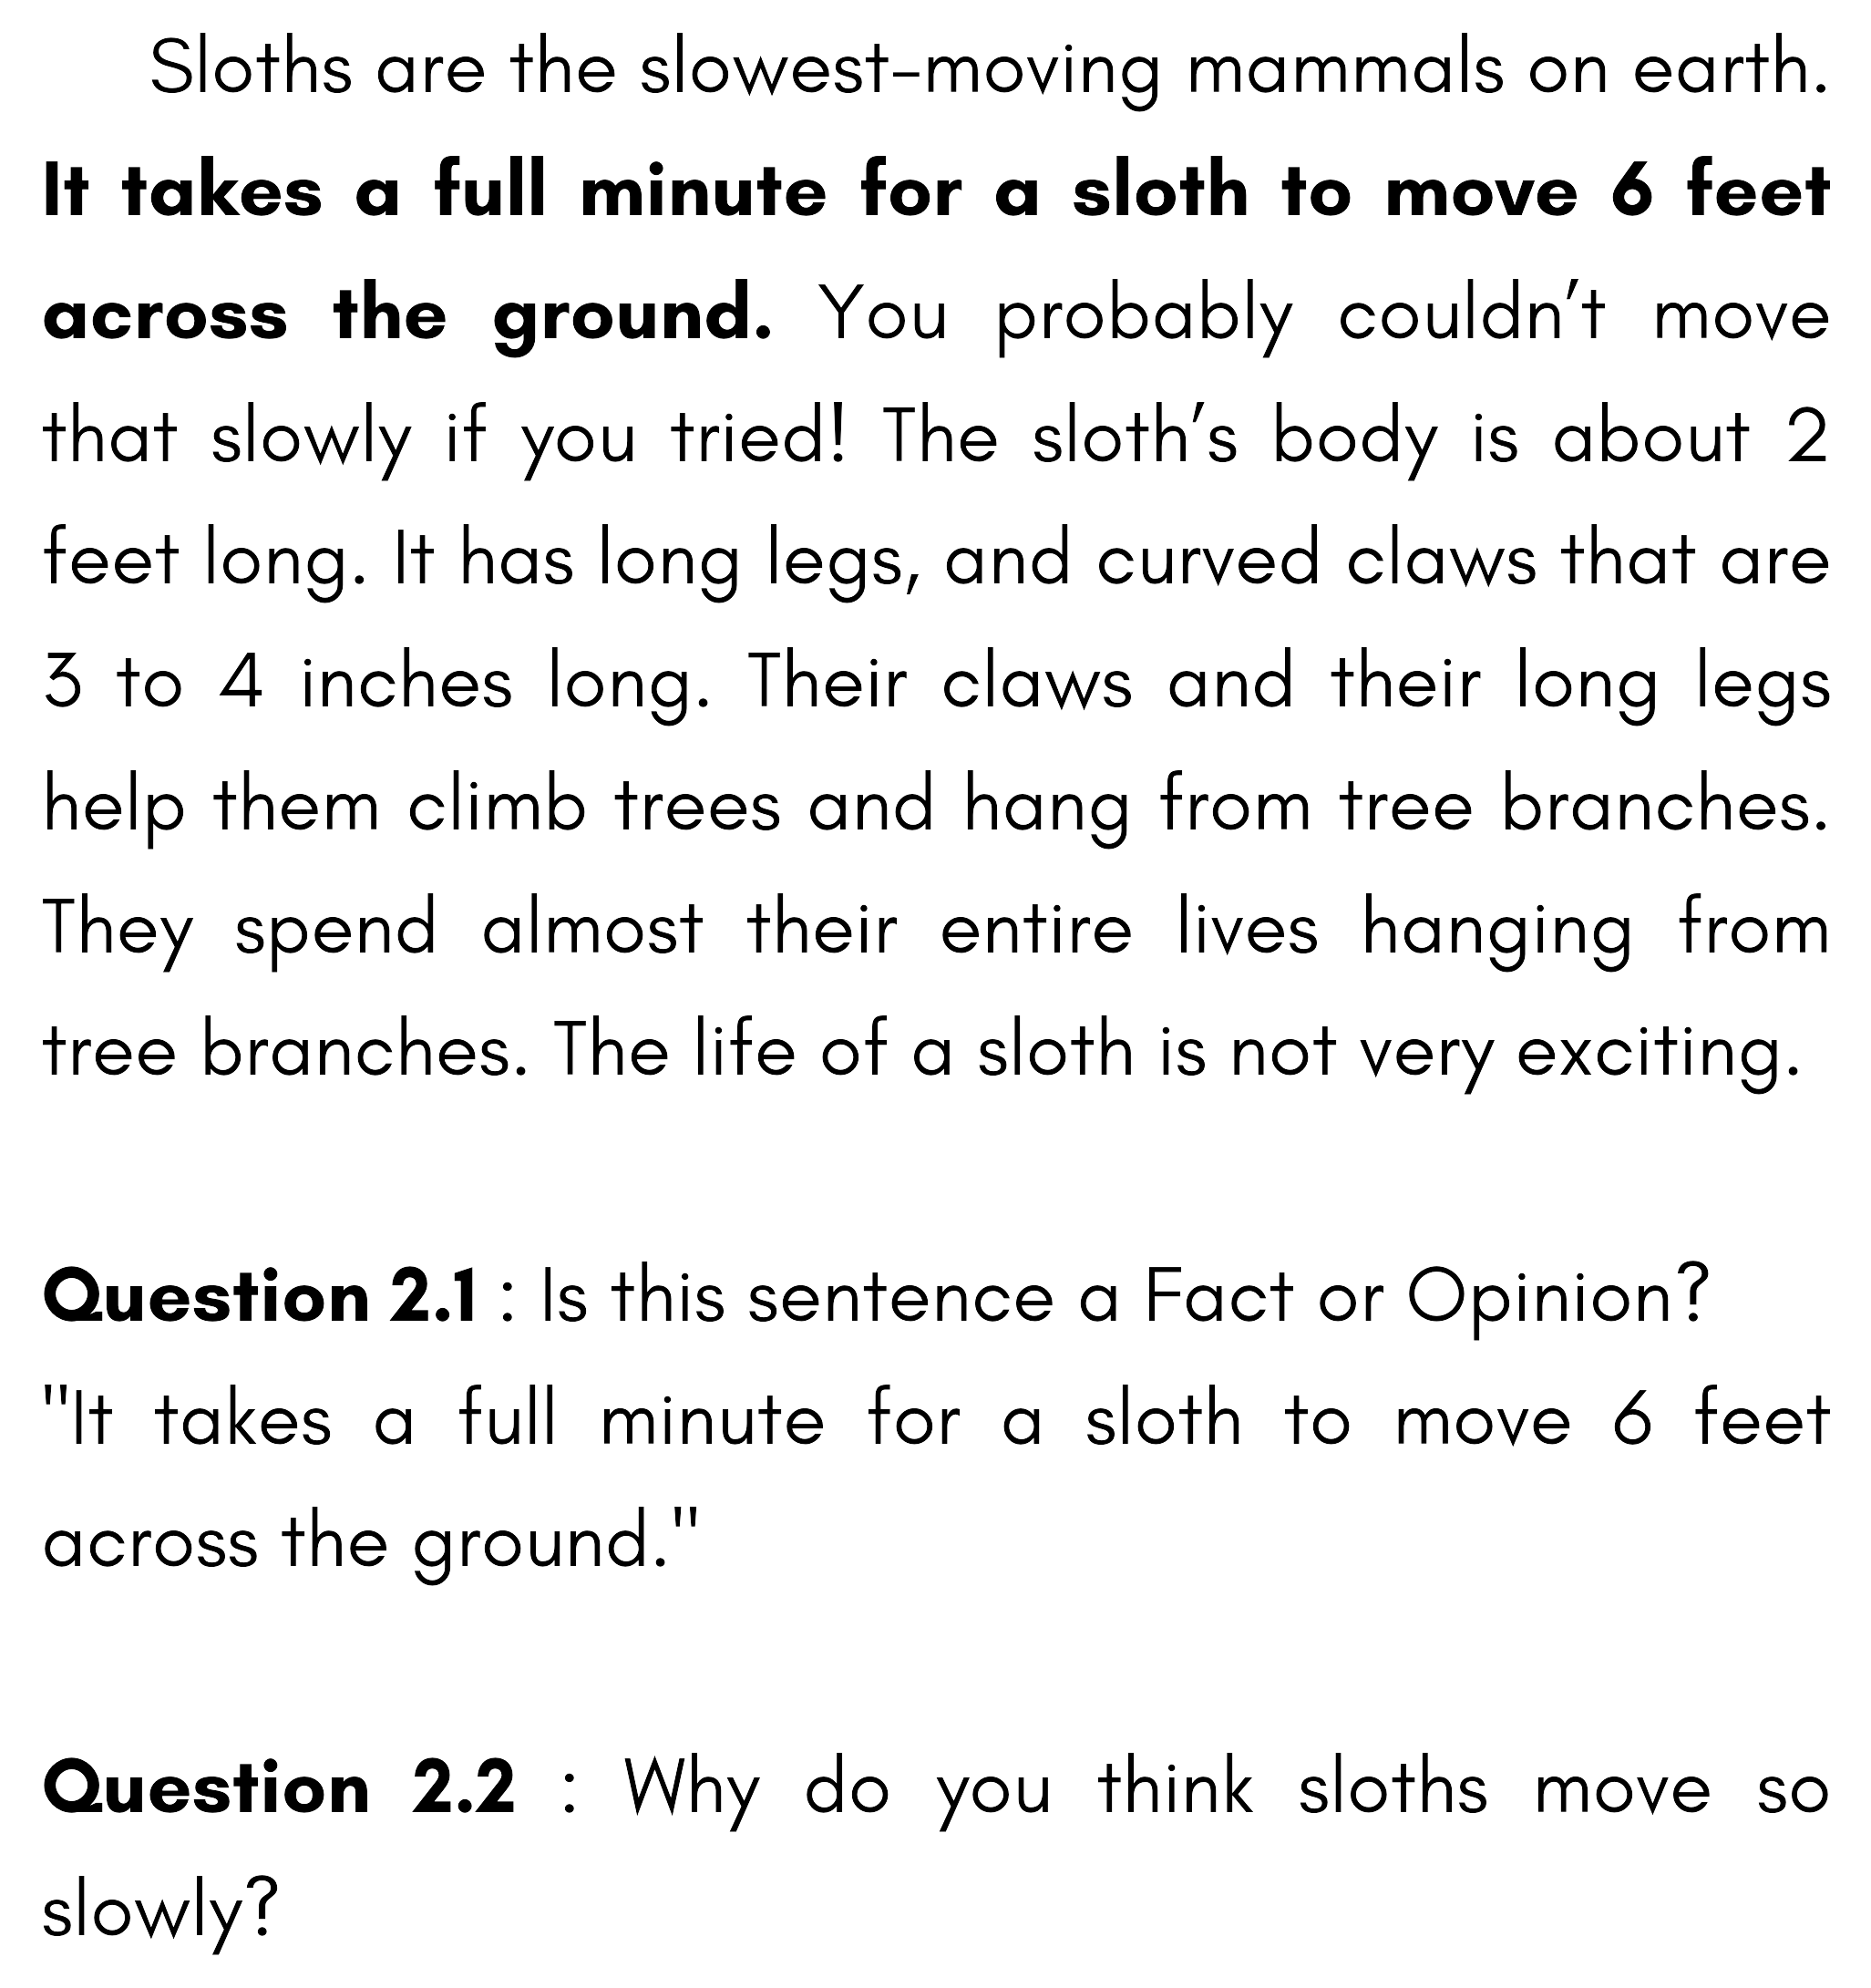 Sloths are the slowest-moving mammals on earth.
It takes a full minute for a sloth to move 6 feet
across the ground. You probably couldn’t move
that slowly if you tried! The sloth’s body is about 2
feet long. It has long legs, and curved claws that are
3 to 4 inches long. Their claws and their long legs
help them climb trees and hang from tree branches.
They spend almost their entire lives hanging from
tree branches. The life of a sloth is not very exciting.
Question 2.1 : Is this sentence a Fact or Opinion?
"It takes a full minute for a sloth to move 6 feet
across the ground."
Question 2.2 : Why do you think sloths move so
slowly?